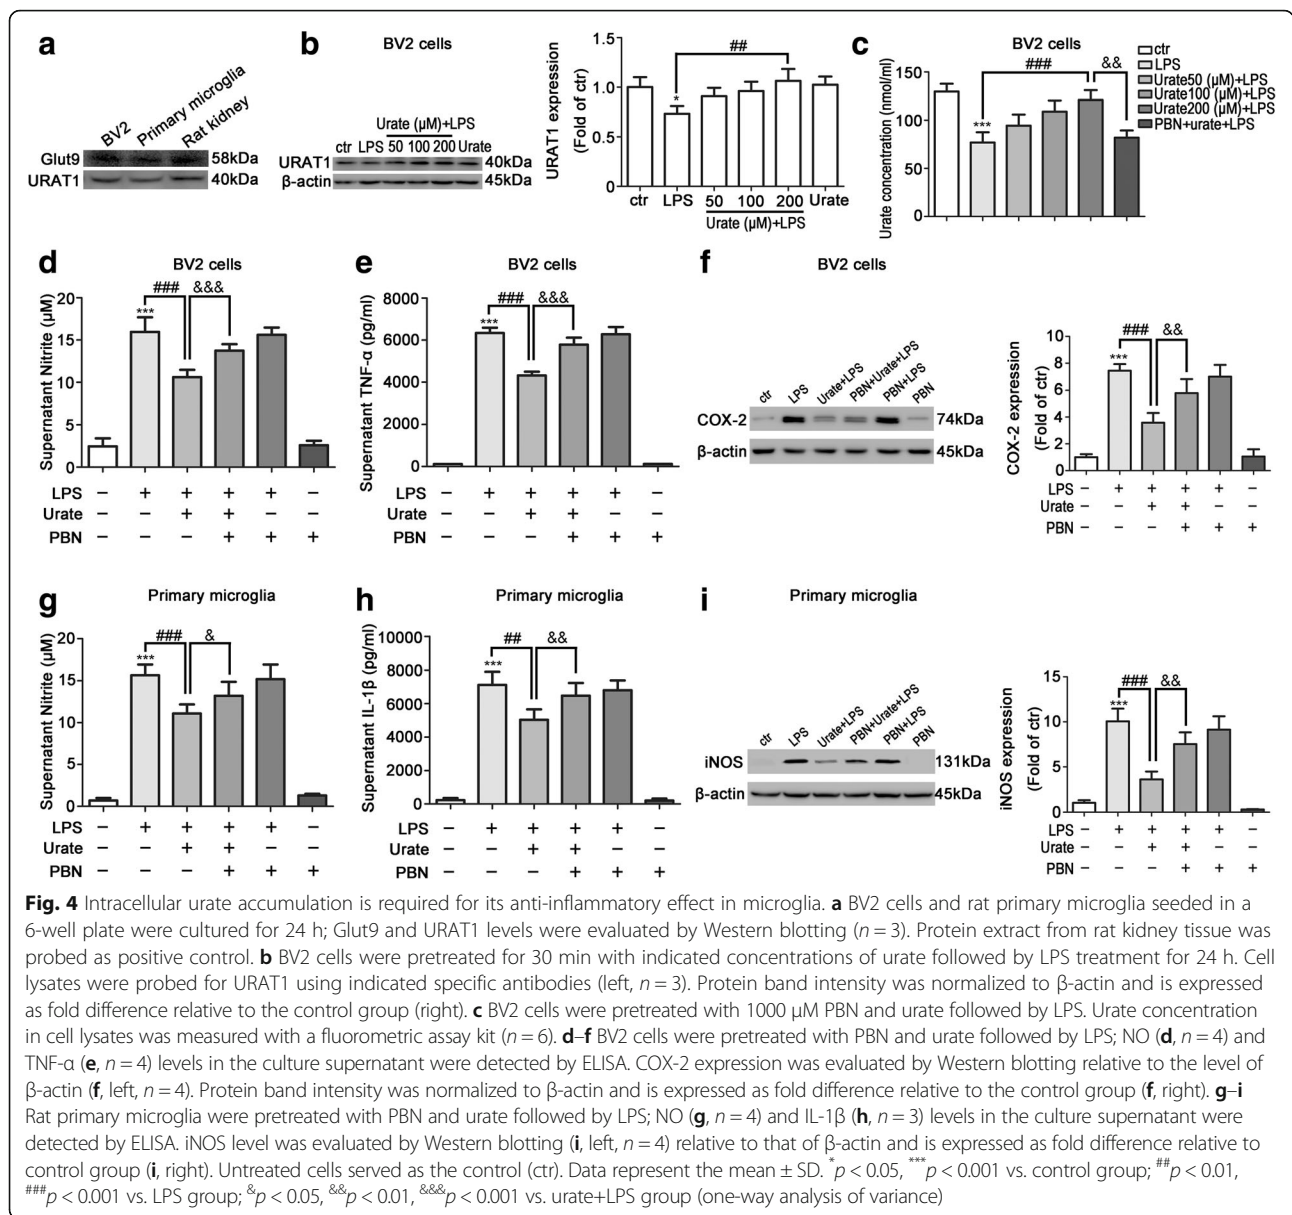 a
BV2
Primary microglia
Rat kidney
Glut9 58kDa
URAT1 40kDa
b
BV2 cells
Urate (μM)+LPS
ctr LPS 50 100 200 Urate
URAT1 40kDa
β-actin 45kDa
URAT1 expression
(Fold of ctr)
1.5
1.0
0.5
0
*
##
ctr LPS 50 100 200 Urate
Urate (μM)+LPS
c
BV2 cells
Urate concentration (nmol/ml)
150
100
50
0
***
###
&&
ctr
LPS
Urate50 (μM)+LPS
Urate100 (μM)+LPS
Urate200 (μM)+LPS
PBN+urate+LPS
d
BV2 cells
Supernatant Nitrite (μM)
20
15
10
5
0
***
###
&&&
LPS − + + + + −
Urate − − + + − −
PBN − − − + + +
e
BV2 cells
Supernatant TNF-α (pg/ml)
8000
6000
4000
2000
0
***
###
&&&
− + + + + −
− − + + − −
− − − + + +
f
BV2 cells
ctr
LPS
Urate+LPS
PBN+Urate+LPS
PBN+LPS
PBN
COX-2 74kDa
β-actin 45kDa
COX-2 expression
(Fold of ctr)
10
8
6
4
2
0
***
###
&&
LPS − + + + + −
Urate − − + + − −
PBN − − − + + +
g
Primary microglia
Supernatant Nitrite (μM)
20
15
10
5
0
***
###
&
LPS − + + + + −
Urate − − + + − −
PBN − − − + + +
h
Primary microglia
Supernatant IL-1β (pg/ml)
10000
8000
6000
4000
2000
0
***
##
&&
LPS − + + + + −
Urate − − + + − −
PBN − − − + + +
i
Primary microglia
ctr
LPS
Urate+LPS
PBN+Urate+LPS
PBN+LPS
PBN
iNOS 131kDa
β-actin 45kDa
iNOS expression
(Fold of ctr)
15
10
5
0
***
###
&&
LPS − + + + + −
Urate − − + + − −
PBN − − − + + +
Fig. 4 Intracellular urate accumulation is required for its anti-inflammatory effect in microglia. a BV2 cells and rat primary microglia seeded in a
6-well plate were cultured for 24 h; Glut9 and URAT1 levels were evaluated by Western blotting (n = 3). Protein extract from rat kidney tissue was
probed as positive control. b BV2 cells were pretreated for 30 min with indicated concentrations of urate followed by LPS treatment for 24 h. Cell
lysates were probed for URAT1 using indicated specific antibodies (left, n = 3). Protein band intensity was normalized to β-actin and is expressed
as fold difference relative to the control group (right). c BV2 cells were pretreated with 1000 μM PBN and urate followed by LPS. Urate concentration
in cell lysates was measured with a fluorometric assay kit (n = 6). d–f BV2 cells were pretreated with PBN and urate followed by LPS; NO (d, n = 4) and
TNF-α (e, n = 4) levels in the culture supernatant were detected by ELISA. COX-2 expression was evaluated by Western blotting relative to the level of
β-actin (f, left, n = 4). Protein band intensity was normalized to β-actin and is expressed as fold difference relative to the control group (f, right). g–i
Rat primary microglia were pretreated with PBN and urate followed by LPS; NO (g, n = 4) and IL-1β (h, n = 3) levels in the culture supernatant were
detected by ELISA. iNOS level was evaluated by Western blotting (i, left, n = 4) relative to that of β-actin and is expressed as fold difference relative to
control group (i, right). Untreated cells served as the control (ctr). Data represent the mean ± SD. *p < 0.05, ***p < 0.001 vs. control group; ##p < 0.01,
###p < 0.001 vs. LPS group; &p < 0.05, &&p < 0.01, &&&p < 0.001 vs. urate+LPS group (one-way analysis of variance)